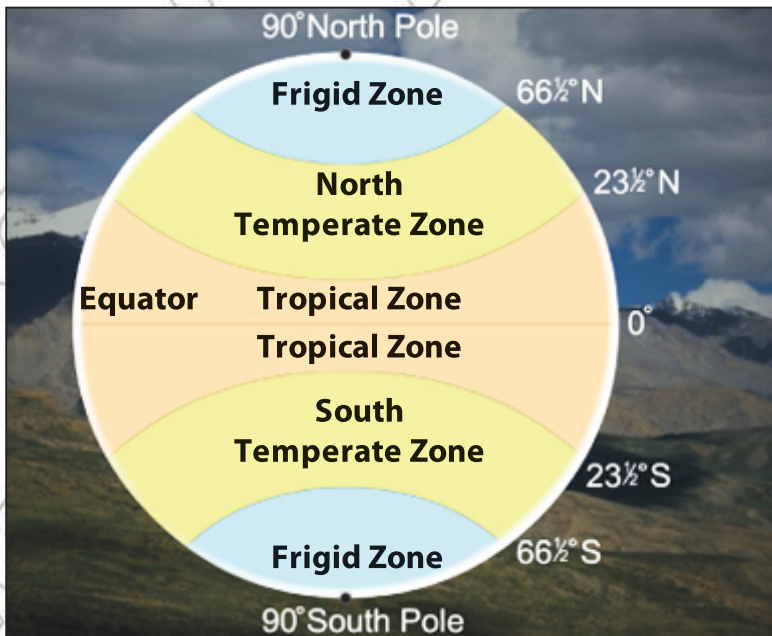 90°North Pole
Frigid Zone
66½°N
North
Temperate Zone
23½°N
Equator
Tropical Zone
0°
Tropical Zone
South
Temperate Zone
23½°S
Frigid Zone
66½°S
90°South Pole